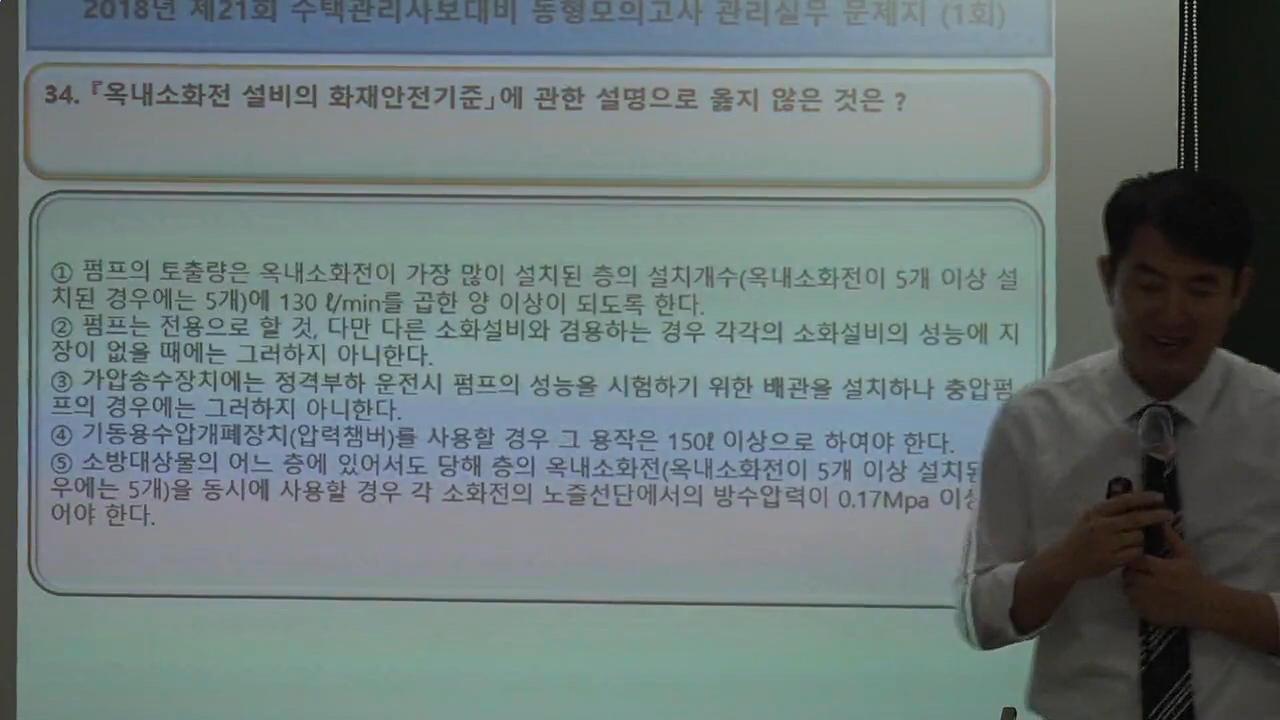 2018년 제21회 주택관리사보대비 동형모의고사 관리실무 문제지 (1회)
34. 『옥내소화전 설비의 화재안전기준」에 관한 설명으로 옳지 않은 것은 ?
① 펌프의 토출량은 옥내소화전이 가장 많이 설치된 층의 설치개수(옥내소화전이 5개 이상 설
치된 경우에는 5개)에 130 ℓ/min를 곱한 양 이상이 되도록 한다.
② 펌프는 전용으로 할 것, 다만 다른 소화설비와 겸용하는 경우 각각의 소화설비의 성능에 지
장이 없을 때에는 그러하지 아니한다.
③ 가압송수장치에는 정격부하 운전시 펌프의 성능을 시험하기 위한 배관을 설치하나 충압펌
프의 경우에는 그러하지 아니한다.
④ 기동용수압개폐장치(압력챔버)를 사용할 경우 그 용작은 150ℓ 이상으로 하여야 한다.
⑤ 소방대상물의 어느 층에 있어서도 당해 층의 옥내소화전(옥내소화전이 5개 이상 설치된
우에는 5개)을 동시에 사용할 경우 각 소화전의 노즐선단에서의 방수압력이 0.17Mpa 이상
어야 한다.